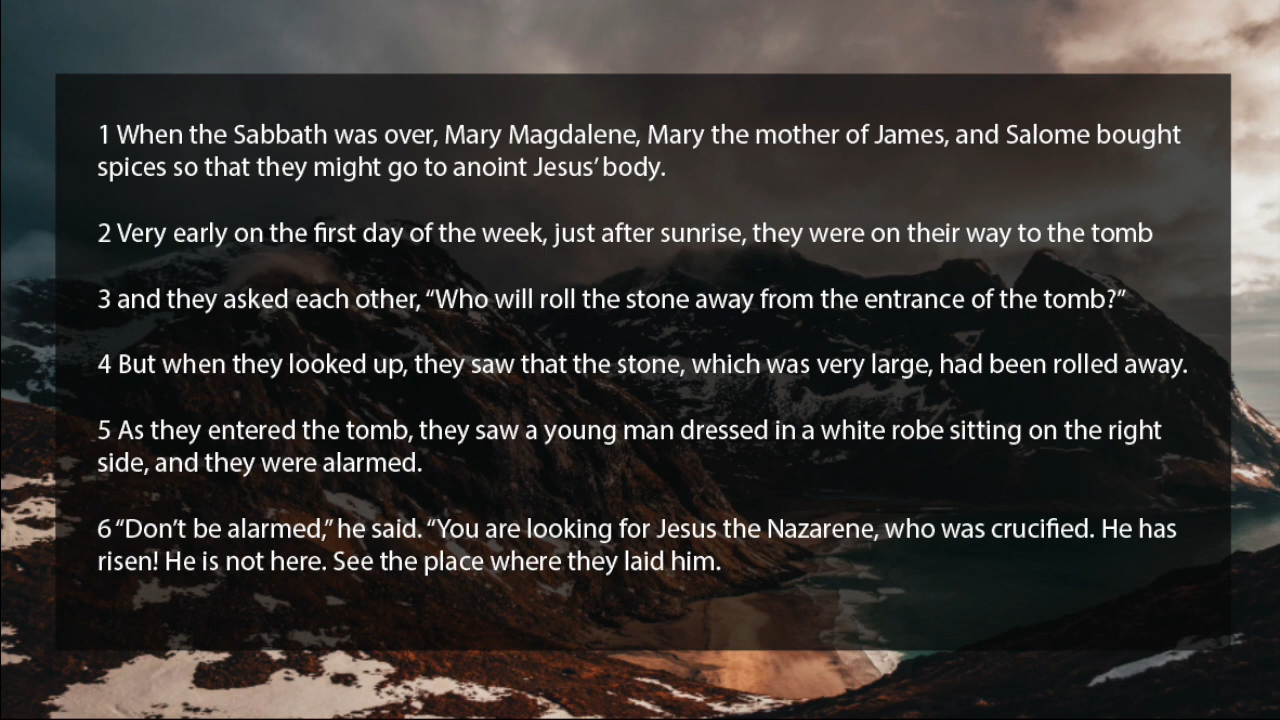 1 When the Sabbath was over, Mary Magdalene, Mary the mother of James, and Salome bought
spices so that they might go to anoint Jesus’ body.
2 Very early on the first day of the week, just after sunrise, they were on their way to the tomb
3 and they asked each other, “Who will roll the stone away from the entrance of the tomb?”
4 But when they looked up, they saw that the stone, which was very large, had been rolled away.
5 As they entered the tomb, they saw a young man dressed in a white robe sitting on the right
side, and they were alarmed.
6 “Don’t be alarmed,” he said. “You are looking for Jesus the Nazarene, who was crucified. He has
risen! He is not here. See the place where they laid him.